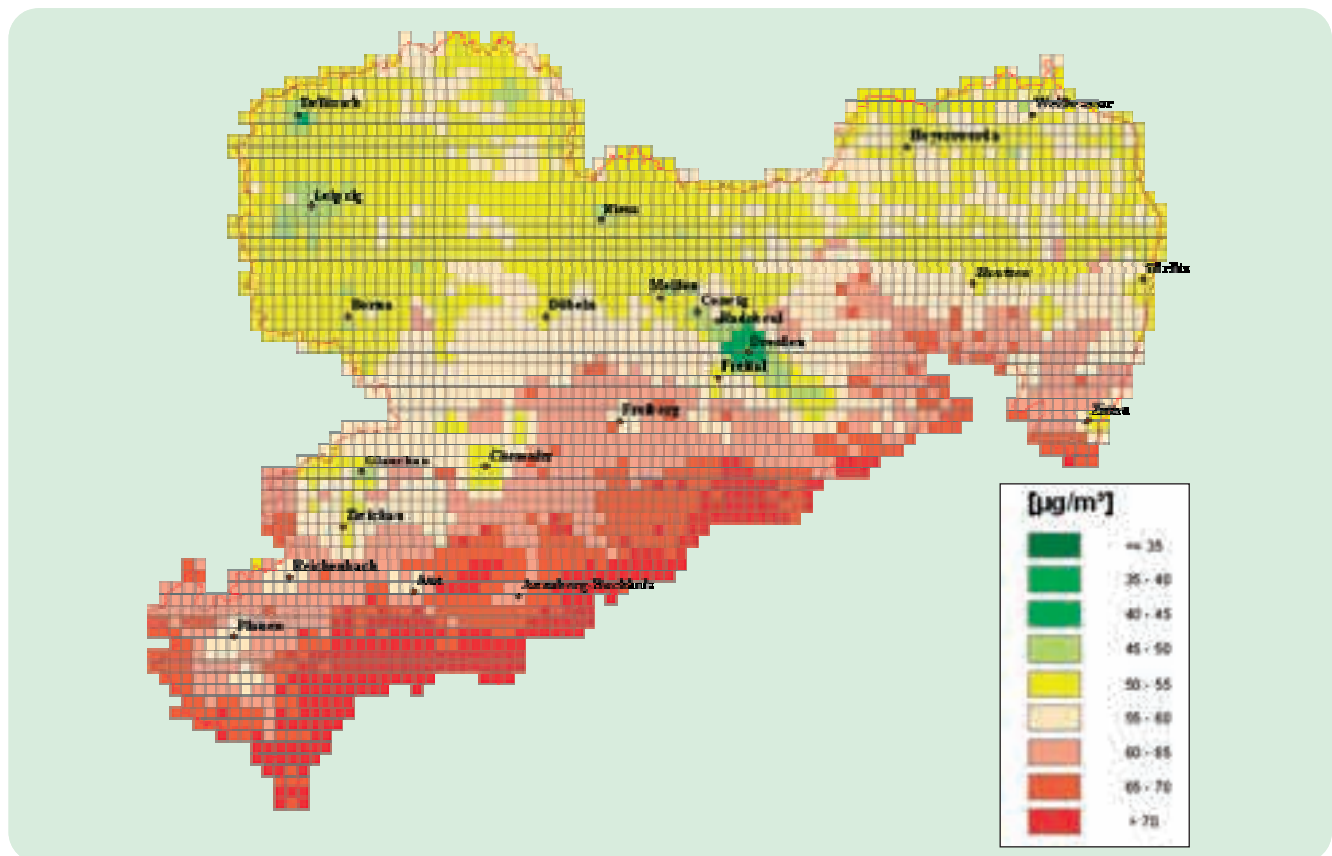 Delitzsch
Weißwasser
Hoyerswerda
Leipzig
Riesa
Görlitz
Bautzen
Meißen
Coswig
Borna
Döbeln
Radebeul
Dresden
Freital
Freiberg
Zittau
Chemnitz
Glauchau
Zwickau
Reichenbach
Aue
Annaberg-Buchholz
Plauen
[µg/m³]
<= 35
35 - 40
40 - 45
45 - 50
50 - 55
55 - 60
60 - 65
65 - 70
> 70